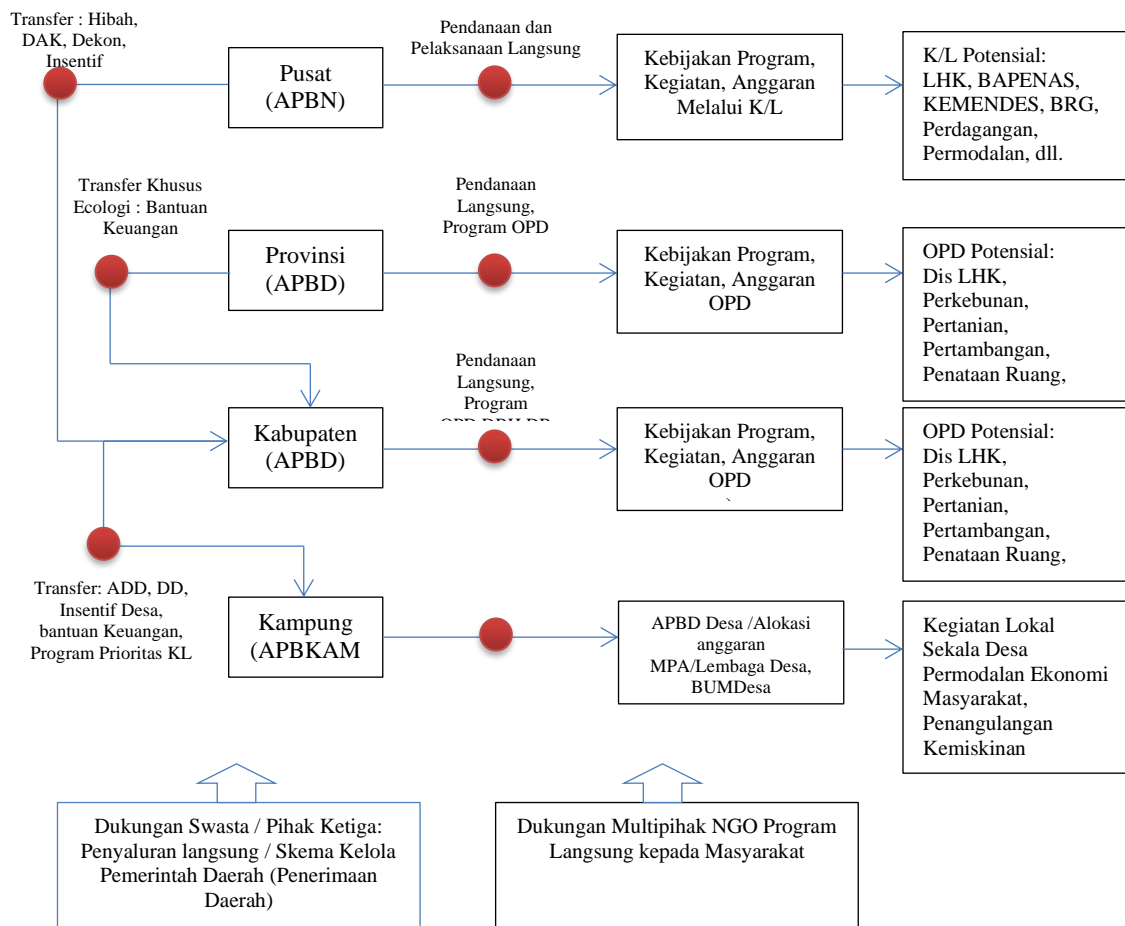 Transfer : Hibah,
DAK, Dekon,
Insentif
Pusat
(APBN)
Pendanaan dan
Pelaksanaan Langsung
Kebijakan Program,
Kegiatan, Anggaran
Melalui K/L
K/L Potensial:
LHK, BAPENAS,
KEMENDES, BRG,
Perdagangan,
Permodalan, dll.
Transfer Khusus
Ecologi : Bantuan
Keuangan
Provinsi
(APBD)
Pendanaan
Langsung,
Program OPD
Kebijakan Program,
Kegiatan, Anggaran
OPD
OPD Potensial:
Dis LHK,
Perkebunan,
Pertanian,
Pertambangan,
Penataan Ruang,
Kabupaten
(APBD)
Pendanaan
Langsung,
Program
Kebijakan Program,
Kegiatan, Anggaran
OPD
`
OPD Potensial:
Dis LHK,
Perkebunan,
Pertanian,
Pertambangan,
Penataan Ruang,
Transfer: ADD, DD,
Insentif Desa,
bantuan Keuangan,
Program Prioritas KL
Kampung
(APBKAM
APBD Desa /Alokasi
anggaran
MPA/Lembaga Desa,
BUMDesa
Kegiatan Lokal
Sekala Desa
Permodalan Ekonomi
Masyarakat,
Penangulangan
Kemiskinan
Dukungan Swasta / Pihak Ketiga:
Penyaluran langsung / Skema Kelola
Pemerintah Daerah (Penerimaan
Daerah)
Dukungan Multipihak NGO Program
Langsung kepada Masyarakat